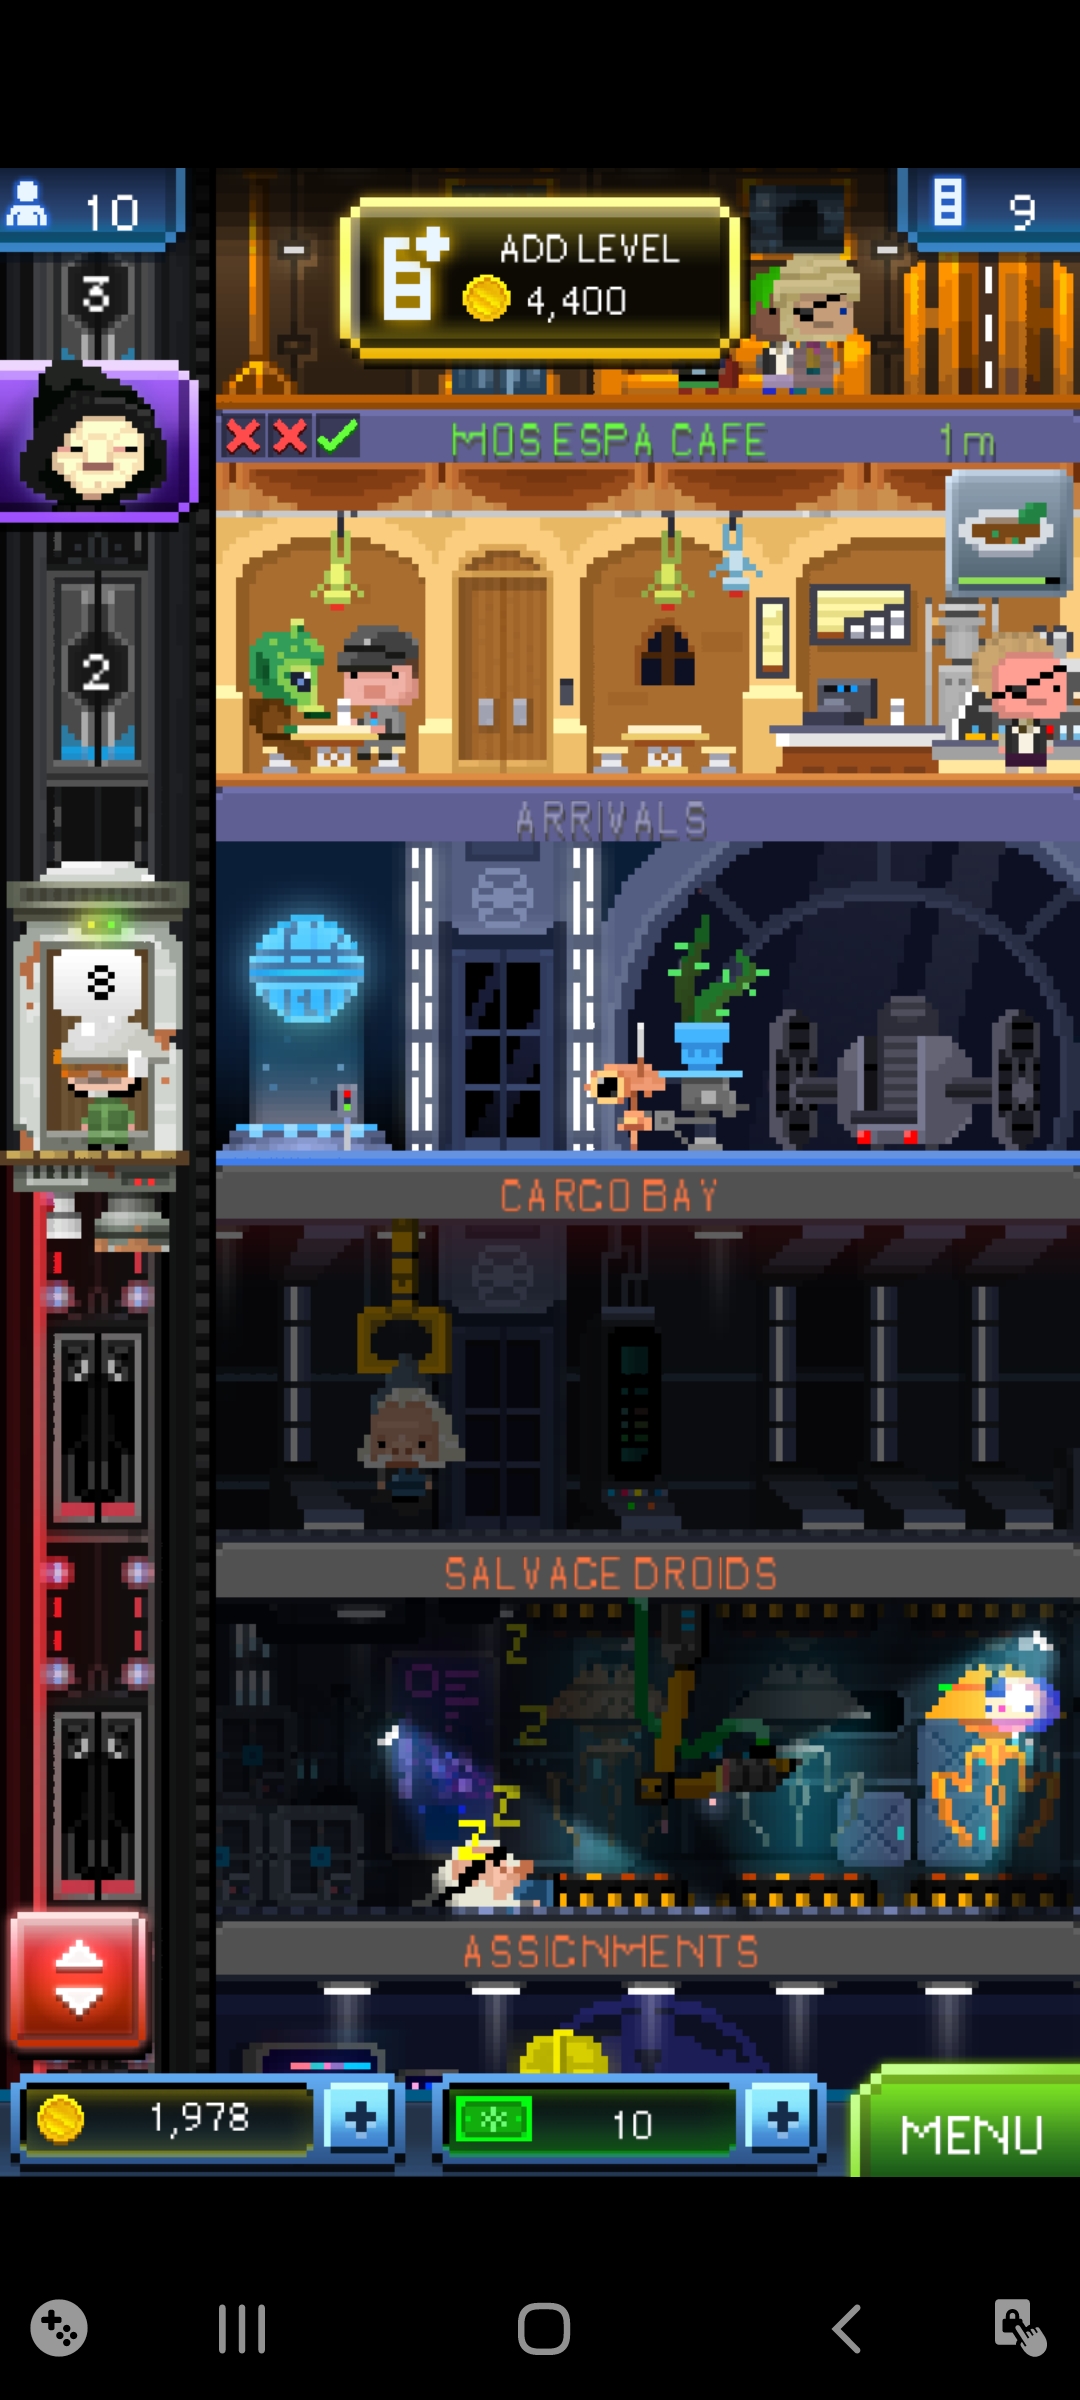 10
ADD LEVEL
4,400
9
3
MOS ESPA CAFE
1m
2
ARRIVALS
8
CARGO BAY
SALVAGE DROIDS
Z
Z
Z
Z
ASSIGNMENTS
1,978
10
MENU